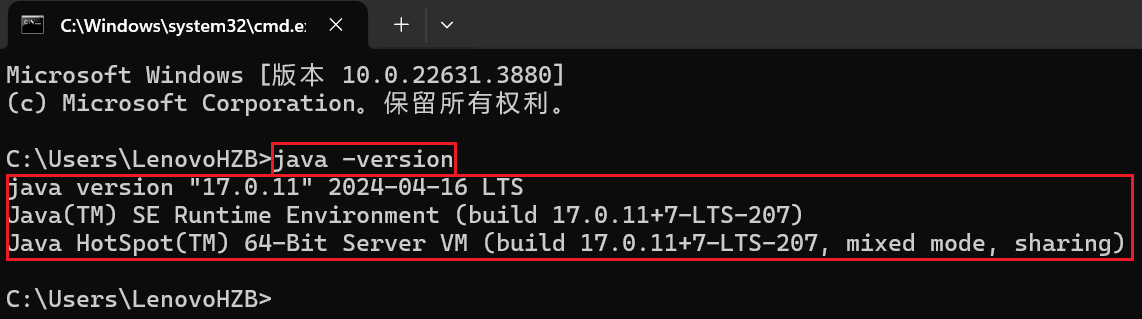 C:\Windows\system32\cmd.e
Microsoft Windows [版本 10.0.22631.3880]
(c) Microsoft Corporation。保留所有权利。
C:\Users\LenovoHZB>java -version
java version "17.0.11" 2024-04-16 LTS
Java(TM) SE Runtime Environment (build 17.0.11+7-LTS-207)
Java HotSpot(TM) 64-Bit Server VM (build 17.0.11+7-LTS-207, mixed mode, sharing)
C:\Users\LenovoHZB>